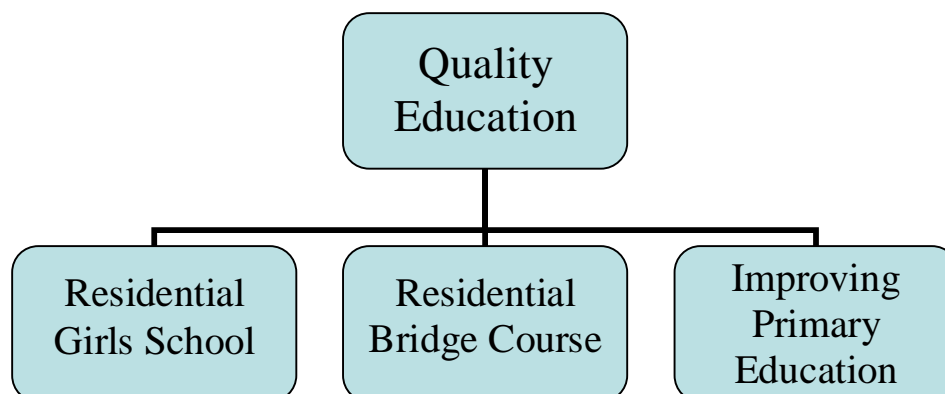 Quality
Education
Residential
Girls School
Residential
Bridge Course
Improving
Primary
Education